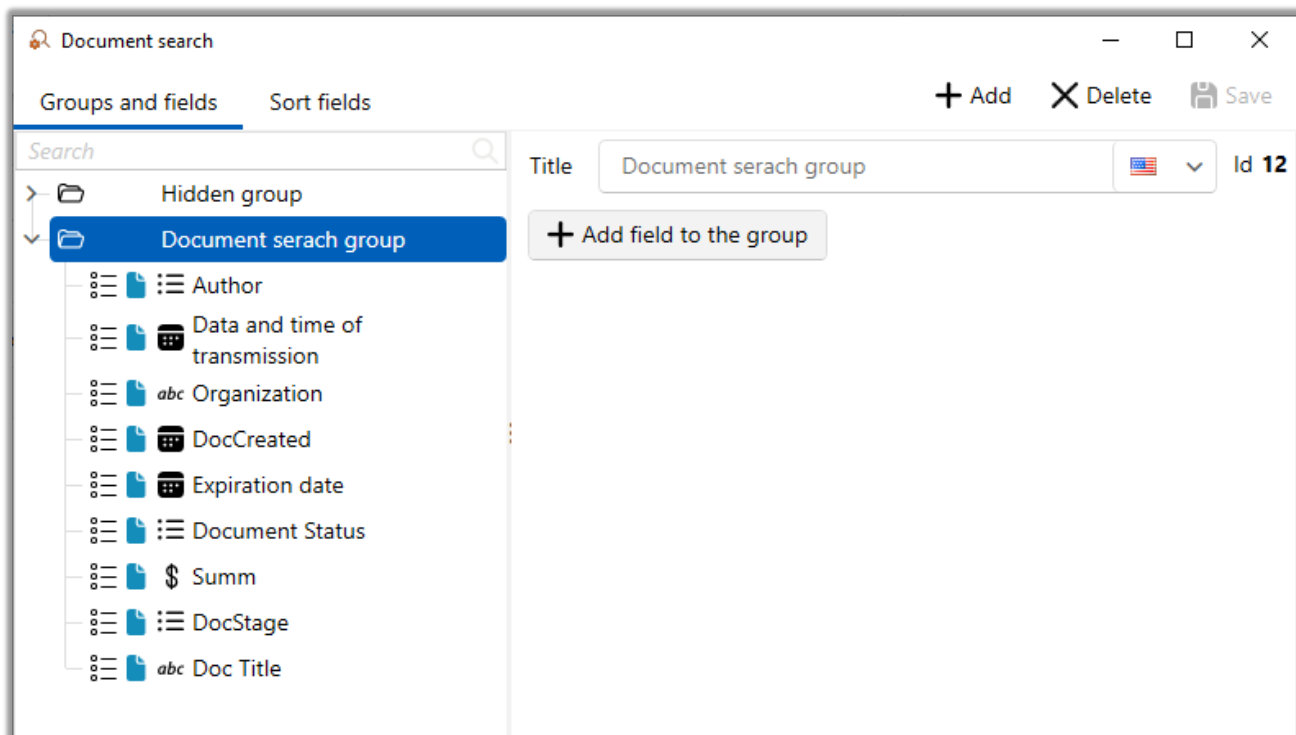 Document search
Groups and fields Sort fields Add Delete Save
Search
Title Document serach group Id 12
Hidden group
Add field to the group
Document serach group
Author
Data and time of
transmission
abc Organization
DocCreated
Expiration date
Document Status
$ Summ
DocStage
abc Doc Title